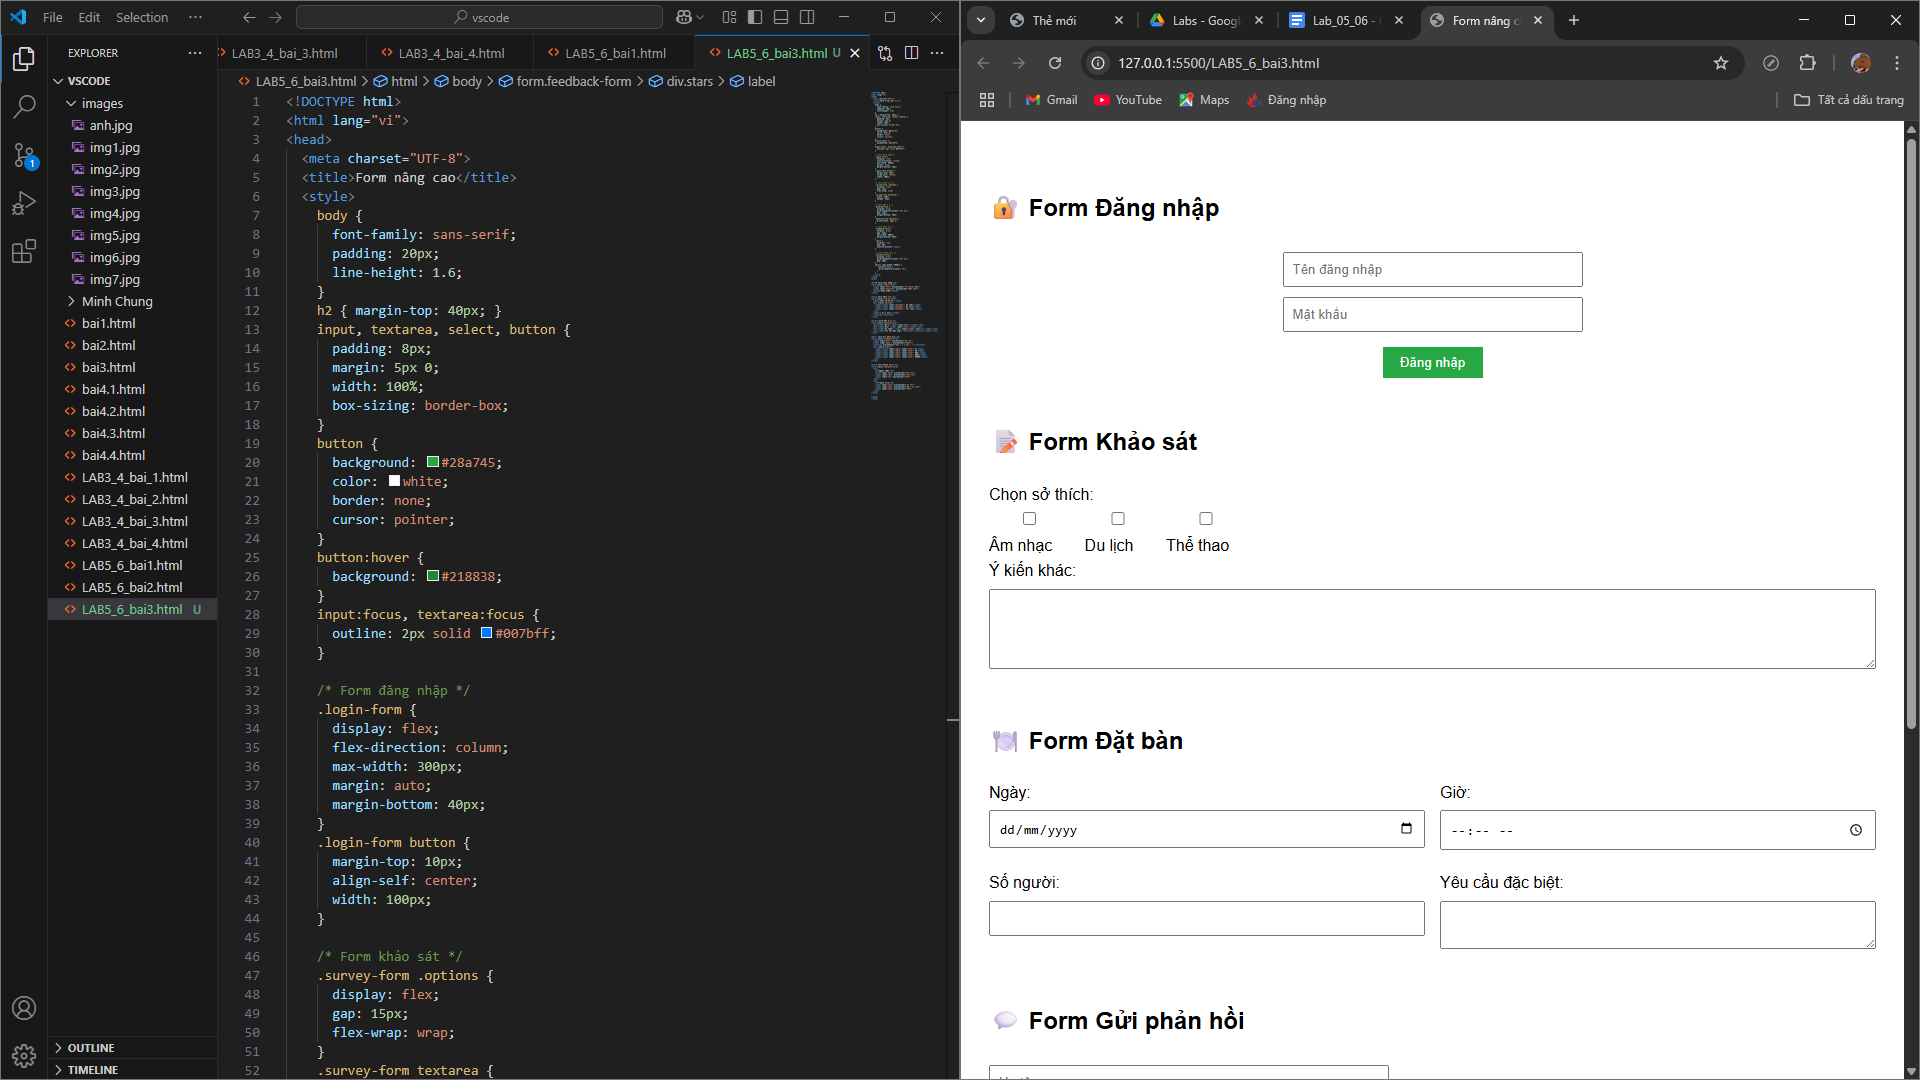 File Edit Selection ··· vscode
EXPLORER
VSCODE
images
anh.jpg
img1.jpg
img2.jpg
img3.jpg
img4.jpg
img5.jpg
img6.jpg
img7.jpg
Minh Chung
bai1.html
bai2.html
bai3.html
bai4.1.html
bai4.2.html
bai4.3.html
bai4.4.html
LAB3_4_bai_1.html
LAB3_4_bai_2.html
LAB3_4_bai_3.html
LAB3_4_bai_4.html
LAB5_6_bai1.html
LAB5_6_bai2.html
LAB5_6_bai3.html U
OUTLINE
TIMELINE
1
LAB3_4_bai_3.html LAB3_4_bai_4.html LAB5_6_bai1.html LAB5_6_bai3.html U
LAB5_6_bai3.html > html > body > form.feedback-form > div.stars > label
1 <!DOCTYPE html>
2 <html lang="vi">
3 <head>
4 <meta charset="UTF-8">
5 <title>Form nâng cao</title>
6 <style>
7 body {
8 font-family: sans-serif;
9 padding: 20px;
10 line-height: 1.6;
11 }
12 h2 { margin-top: 40px; }
13 input, textarea, select, button {
14 padding: 8px;
15 margin: 5px 0;
16 width: 100%;
17 box-sizing: border-box;
18 }
19 button {
20 background: #28a745;
21 color: white;
22 border: none;
23 cursor: pointer;
24 }
25 button:hover {
26 background: #218838;
27 }
28 input:focus, textarea:focus {
29 outline: 2px solid #007bff;
30 }
31
32 /* Form đăng nhập */
33 .login-form {
34 display: flex;
35 flex-direction: column;
36 max-width: 300px;
37 margin: auto;
38 margin-bottom: 40px;
39 }
40 .login-form button {
41 margin-top: 10px;
42 align-self: center;
43 width: 100px;
44 }
45
46 /* Form khảo sát */
47 .survey-form .options {
48 display: flex;
49 gap: 15px;
50 flex-wrap: wrap;
51 }
52 .survey-form textarea {
Thẻ mới Labs - Google Lab_05_06 - Form nâng c
127.0.0.1:5500/LAB5_6_bai3.html
Gmail YouTube Maps Đăng nhập Tất cả dấu trang
Form Đăng nhập
Tên đăng nhập
Mật khẩu
Đăng nhập
Form Khảo sát
Chọn sở thích:
Âm nhạc Du lịch Thể thao
Ý kiến khác:
Form Đặt bàn
Ngày: Giờ:
dd/mm/yyyy --:-- --
Số người: Yêu cầu đặc biệt:
Form Gửi phản hồi